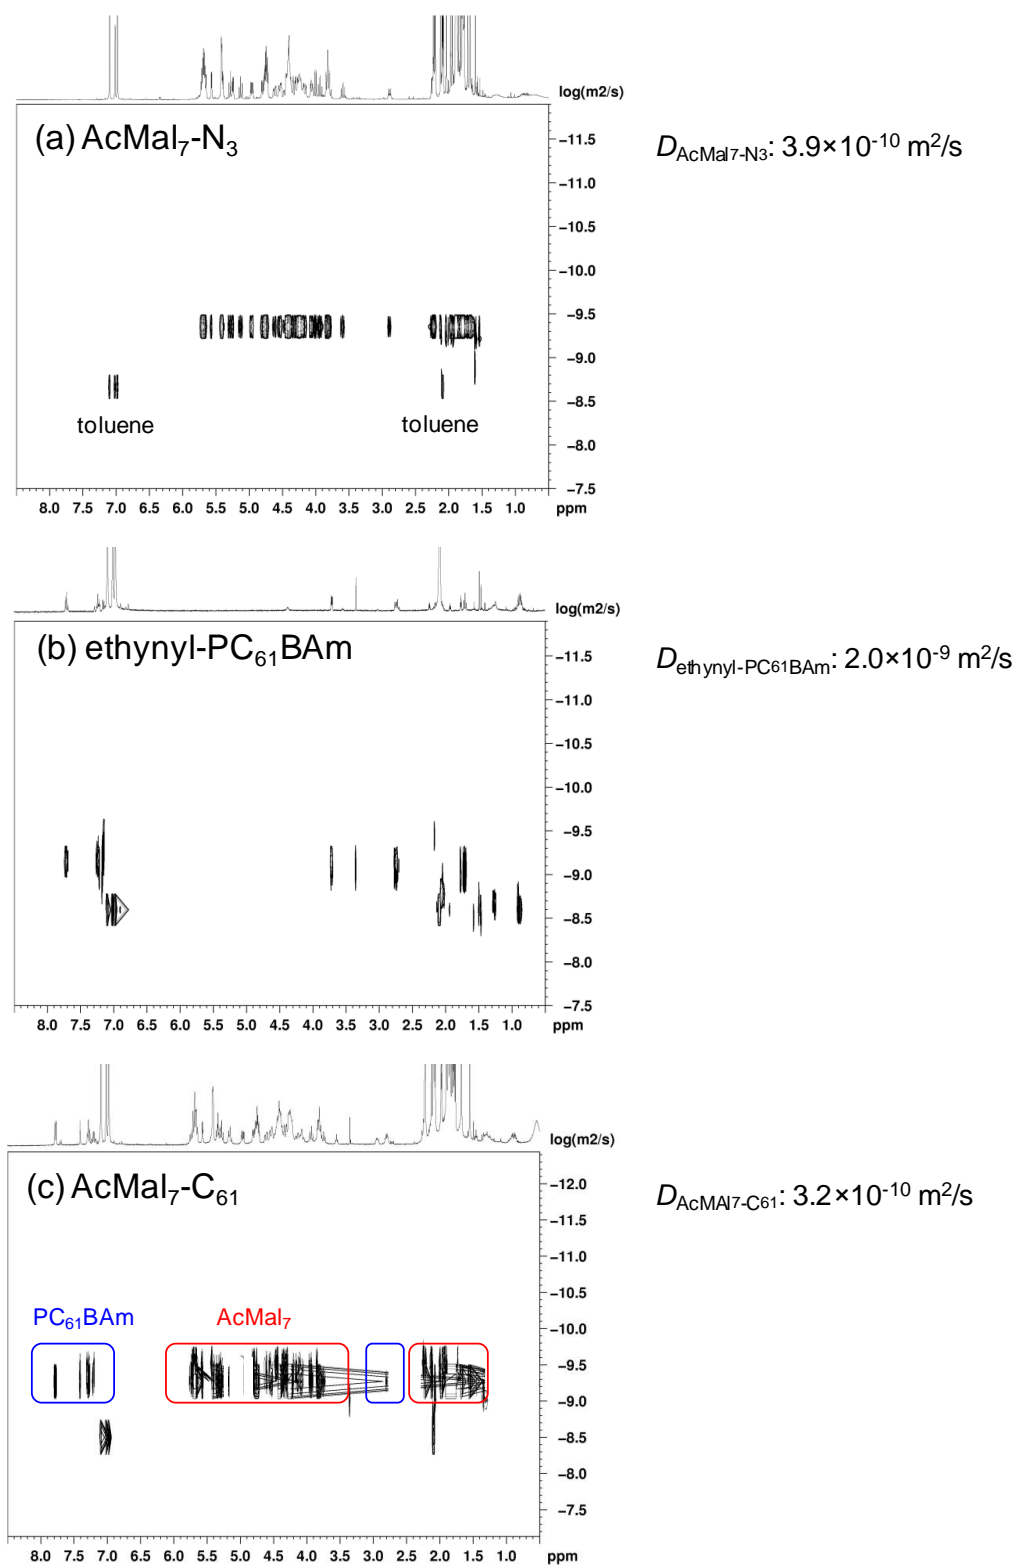 log(m2/s)
(a) AcMal₇-N₃
D_AcMal7-N3: 3.9×10⁻¹⁰ m²/s
−11.5
−11.0
−10.5
−10.0
−9.5
−9.0
−8.5
−8.0
−7.5
toluene toluene
8.0 7.5 7.0 6.5 6.0 5.5 5.0 4.5 4.0 3.5 3.0 2.5 2.0 1.5 1.0 ppm
log(m2/s)
(b) ethynyl-PC₆₁BAm
D_ethynyl-PC61BAm: 2.0×10⁻⁹ m²/s
−11.5
−11.0
−10.5
−10.0
−9.5
−9.0
−8.5
−8.0
−7.5
8.0 7.5 7.0 6.5 6.0 5.5 5.0 4.5 4.0 3.5 3.0 2.5 2.0 1.5 1.0 ppm
log(m2/s)
(c) AcMal₇-C₆₁
D_AcMAl7-C61: 3.2×10⁻¹⁰ m²/s
−12.0
−11.5
−11.0
−10.5
−10.0
−9.5
−9.0
−8.5
−8.0
−7.5
PC₆₁BAm AcMal₇
8.0 7.5 7.0 6.5 6.0 5.5 5.0 4.5 4.0 3.5 3.0 2.5 2.0 1.5 1.0 ppm